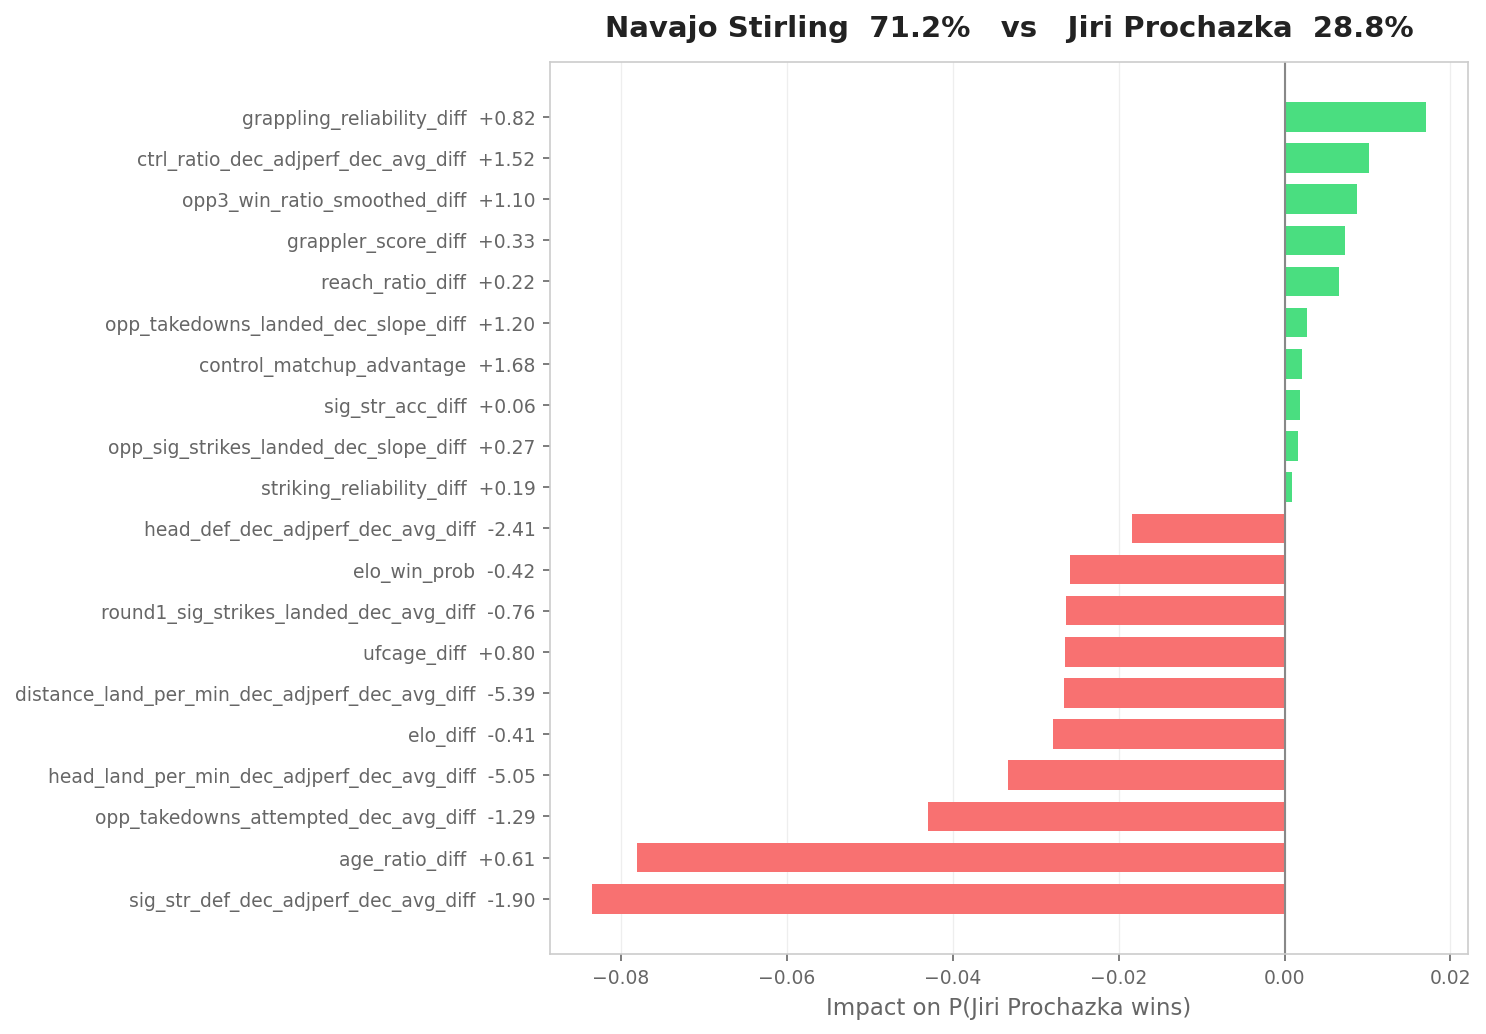 Navajo Stirling  71.2%   vs   Jiri Prochazka  28.8%
grappling_reliability_diff  +0.82
ctrl_ratio_dec_adjperf_dec_avg_diff  +1.52
opp3_win_ratio_smoothed_diff  +1.10
grappler_score_diff  +0.33
reach_ratio_diff  +0.22
opp_takedowns_landed_dec_slope_diff  +1.20
control_matchup_advantage  +1.68
sig_str_acc_diff  +0.06
opp_sig_strikes_landed_dec_slope_diff  +0.27
striking_reliability_diff  +0.19
head_def_dec_adjperf_dec_avg_diff  -2.41
elo_win_prob  -0.42
round1_sig_strikes_landed_dec_avg_diff  -0.76
ufcage_diff  +0.80
distance_land_per_min_dec_adjperf_dec_avg_diff  -5.39
elo_diff  -0.41
head_land_per_min_dec_adjperf_dec_avg_diff  -5.05
opp_takedowns_attempted_dec_avg_diff  -1.29
age_ratio_diff  +0.61
sig_str_def_dec_adjperf_dec_avg_diff  -1.90
−0.08 −0.06 −0.04 −0.02 0.00 0.02
Impact on P(Jiri Prochazka wins)